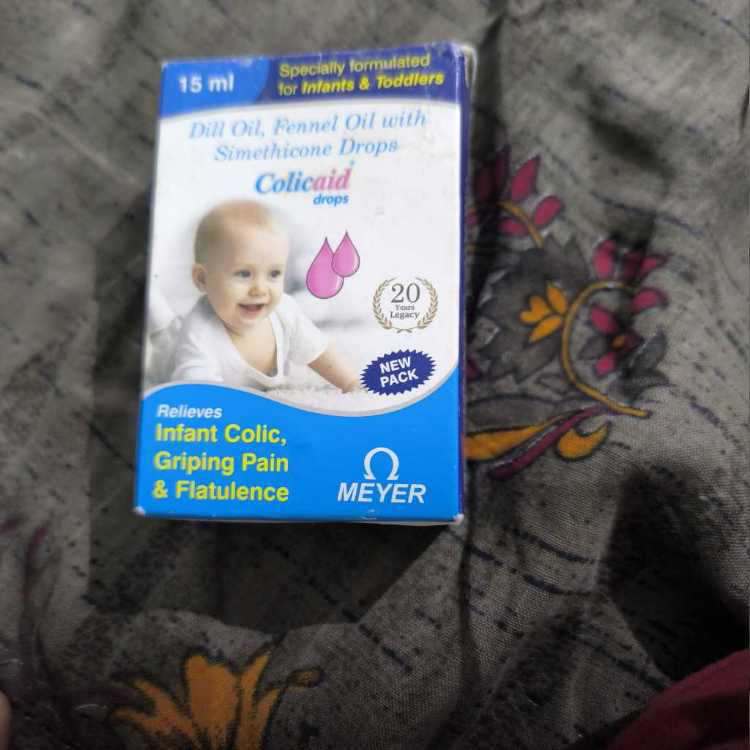 15 ml
Specially formulated
for Infants & Toddlers
Dill Oil, Fennel Oil with
Simethicone Drops
Colicaid
drops
20
Years
Legacy
NEW
PACK
Relieves
Infant Colic,
Griping Pain
& Flatulence
MEYER